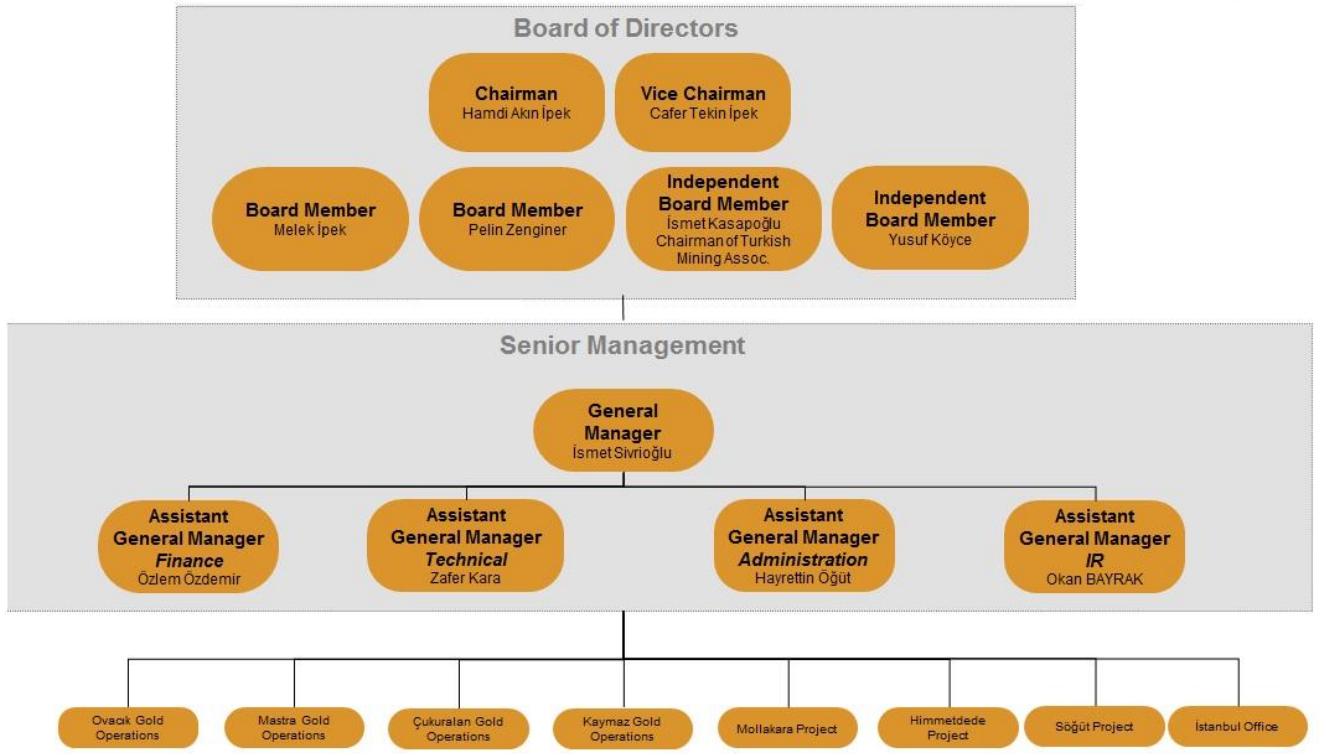 Board of Directors
Chairman
Hamdi Akın İpek
Vice Chairman
Cafer Tekin İpek
Board Member
Melek İpek
Board Member
Pelin Zenginer
Independent
Board Member
İsmet Kasapoğlu
Chairman of Turkish
Mining Assoc.
Independent
Board Member
Yusuf Köyce
Senior Management
General
Manager
İsmet Sivrioğlu
Assistant
General Manager
Finance
Özlem Özdemir
Assistant
General Manager
Technical
Zafer Kara
Assistant
General Manager
Administration
Hayrettin Öğüt
Assistant
General Manager
IR
Okan BAYRAK
Ovacık Gold
Operations
Mastra Gold
Operations
Çukuralan Gold
Operations
Kaymaz Gold
Operations
Mollakara Project
Himmetdede
Project
Söğüt Project
İstanbul Office